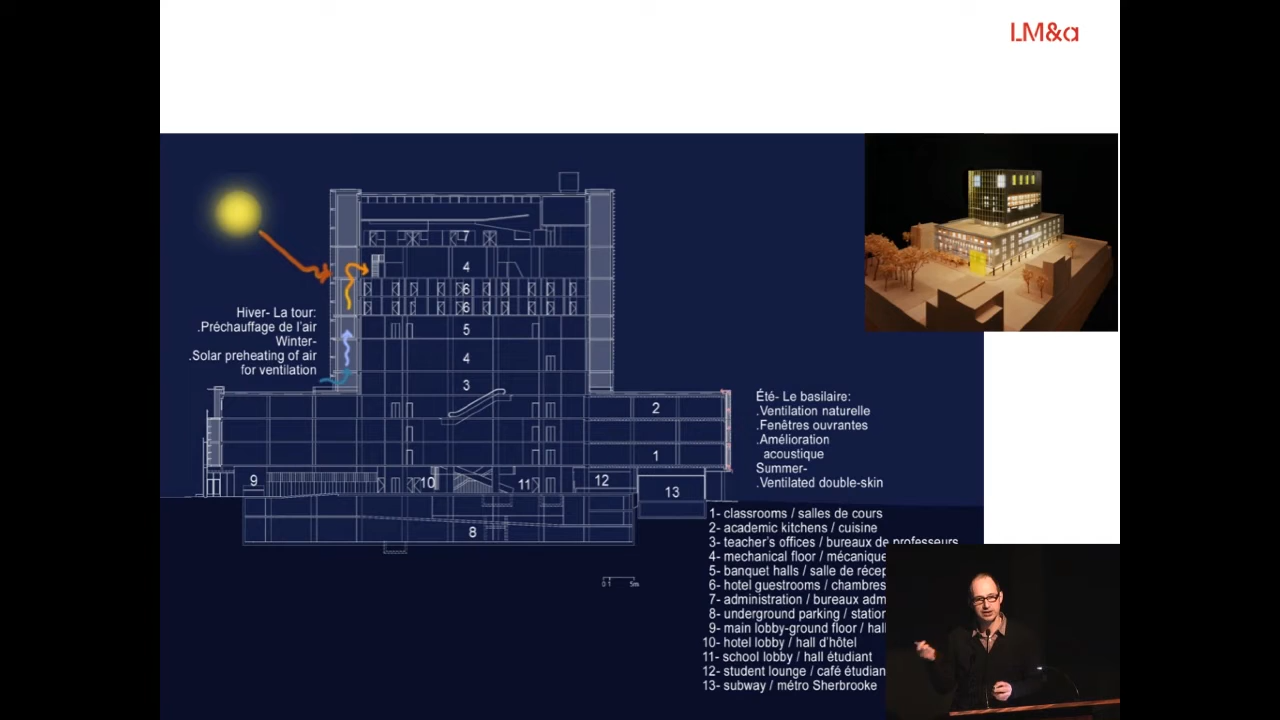 LM&a
7
4
6
6
5
4
3
2
1
9
10
11
12
13
8
0 1 5m
Hiver- La tour:
.Préchauffage de l'air
Winter-
.Solar preheating of air
for ventilation
Été- Le basilaire:
.Ventilation naturelle
.Fenêtres ouvrantes
.Amélioration
acoustique
Summer-
.Ventilated double-skin
1- classrooms / salles de cours
2- academic kitchens / cuisine
3- teacher's offices / bureaux de professeurs
4- mechanical floor / mécanique
5- banquet halls / salle de récep
6- hotel guestrooms / chambres
7- administration / bureaux adm
8- underground parking / station
9- main lobby-ground floor / hall
10- hotel lobby / hall d'hôtel
11- school lobby / hall étudiant
12- student lounge / café étudian
13- subway / métro Sherbrooke